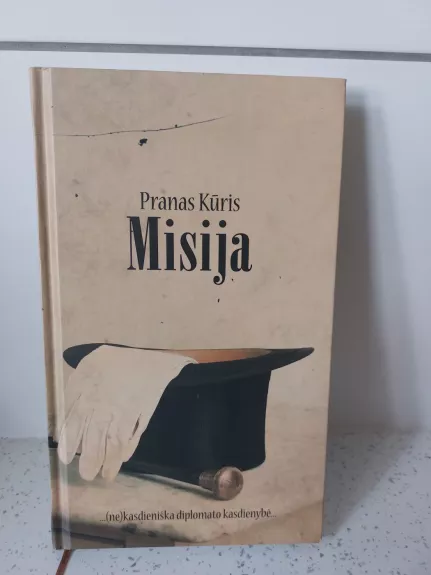 Pranas Kūris
Misija
...(ne)kasdieniška diplomato kasdienybė...